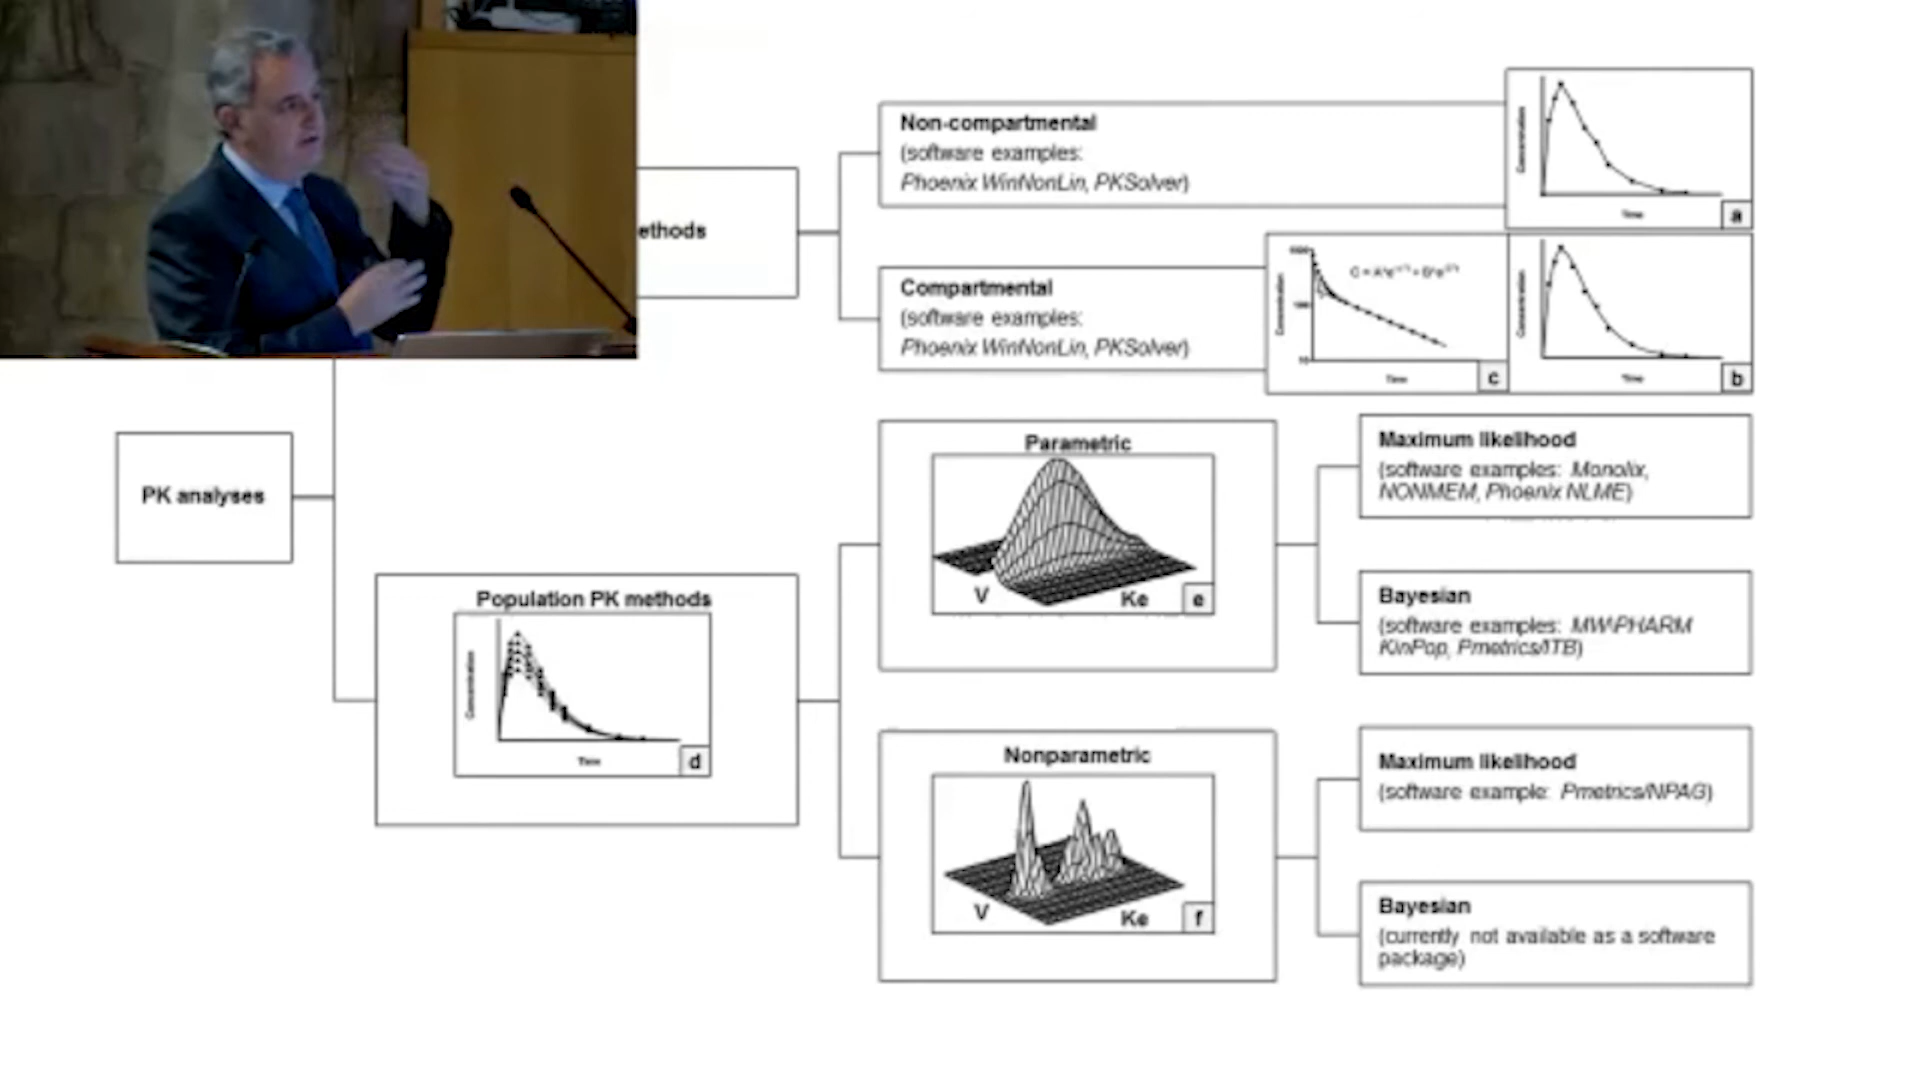 Non-compartmental
(software examples:
Phoenix WinNonLin, PKSolver)
Concentration
Time
a
ethods
Compartmental
(software examples:
Phoenix WinNonLin, PKSolver)
Concentration
Time
c
Concentration
Time
b
PK analyses
Parametric
V
Ke
e
Maximum likelihood
(software examples: Monolix,
NONMEM, Phoenix NLME)
Bayesian
(software examples: MW\PHARM
KinPop, Pmetrics/ITB)
Population PK methods
Concentration
Time
d
Nonparametric
V
Ke
f
Maximum likelihood
(software example: Pmetrics/NPAG)
Bayesian
(currently not available as a software
package)